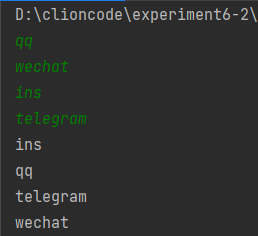 D:\clioncode\experiment6-2\
qq
wechat
ins
telegram
ins
qq
telegram
wechat